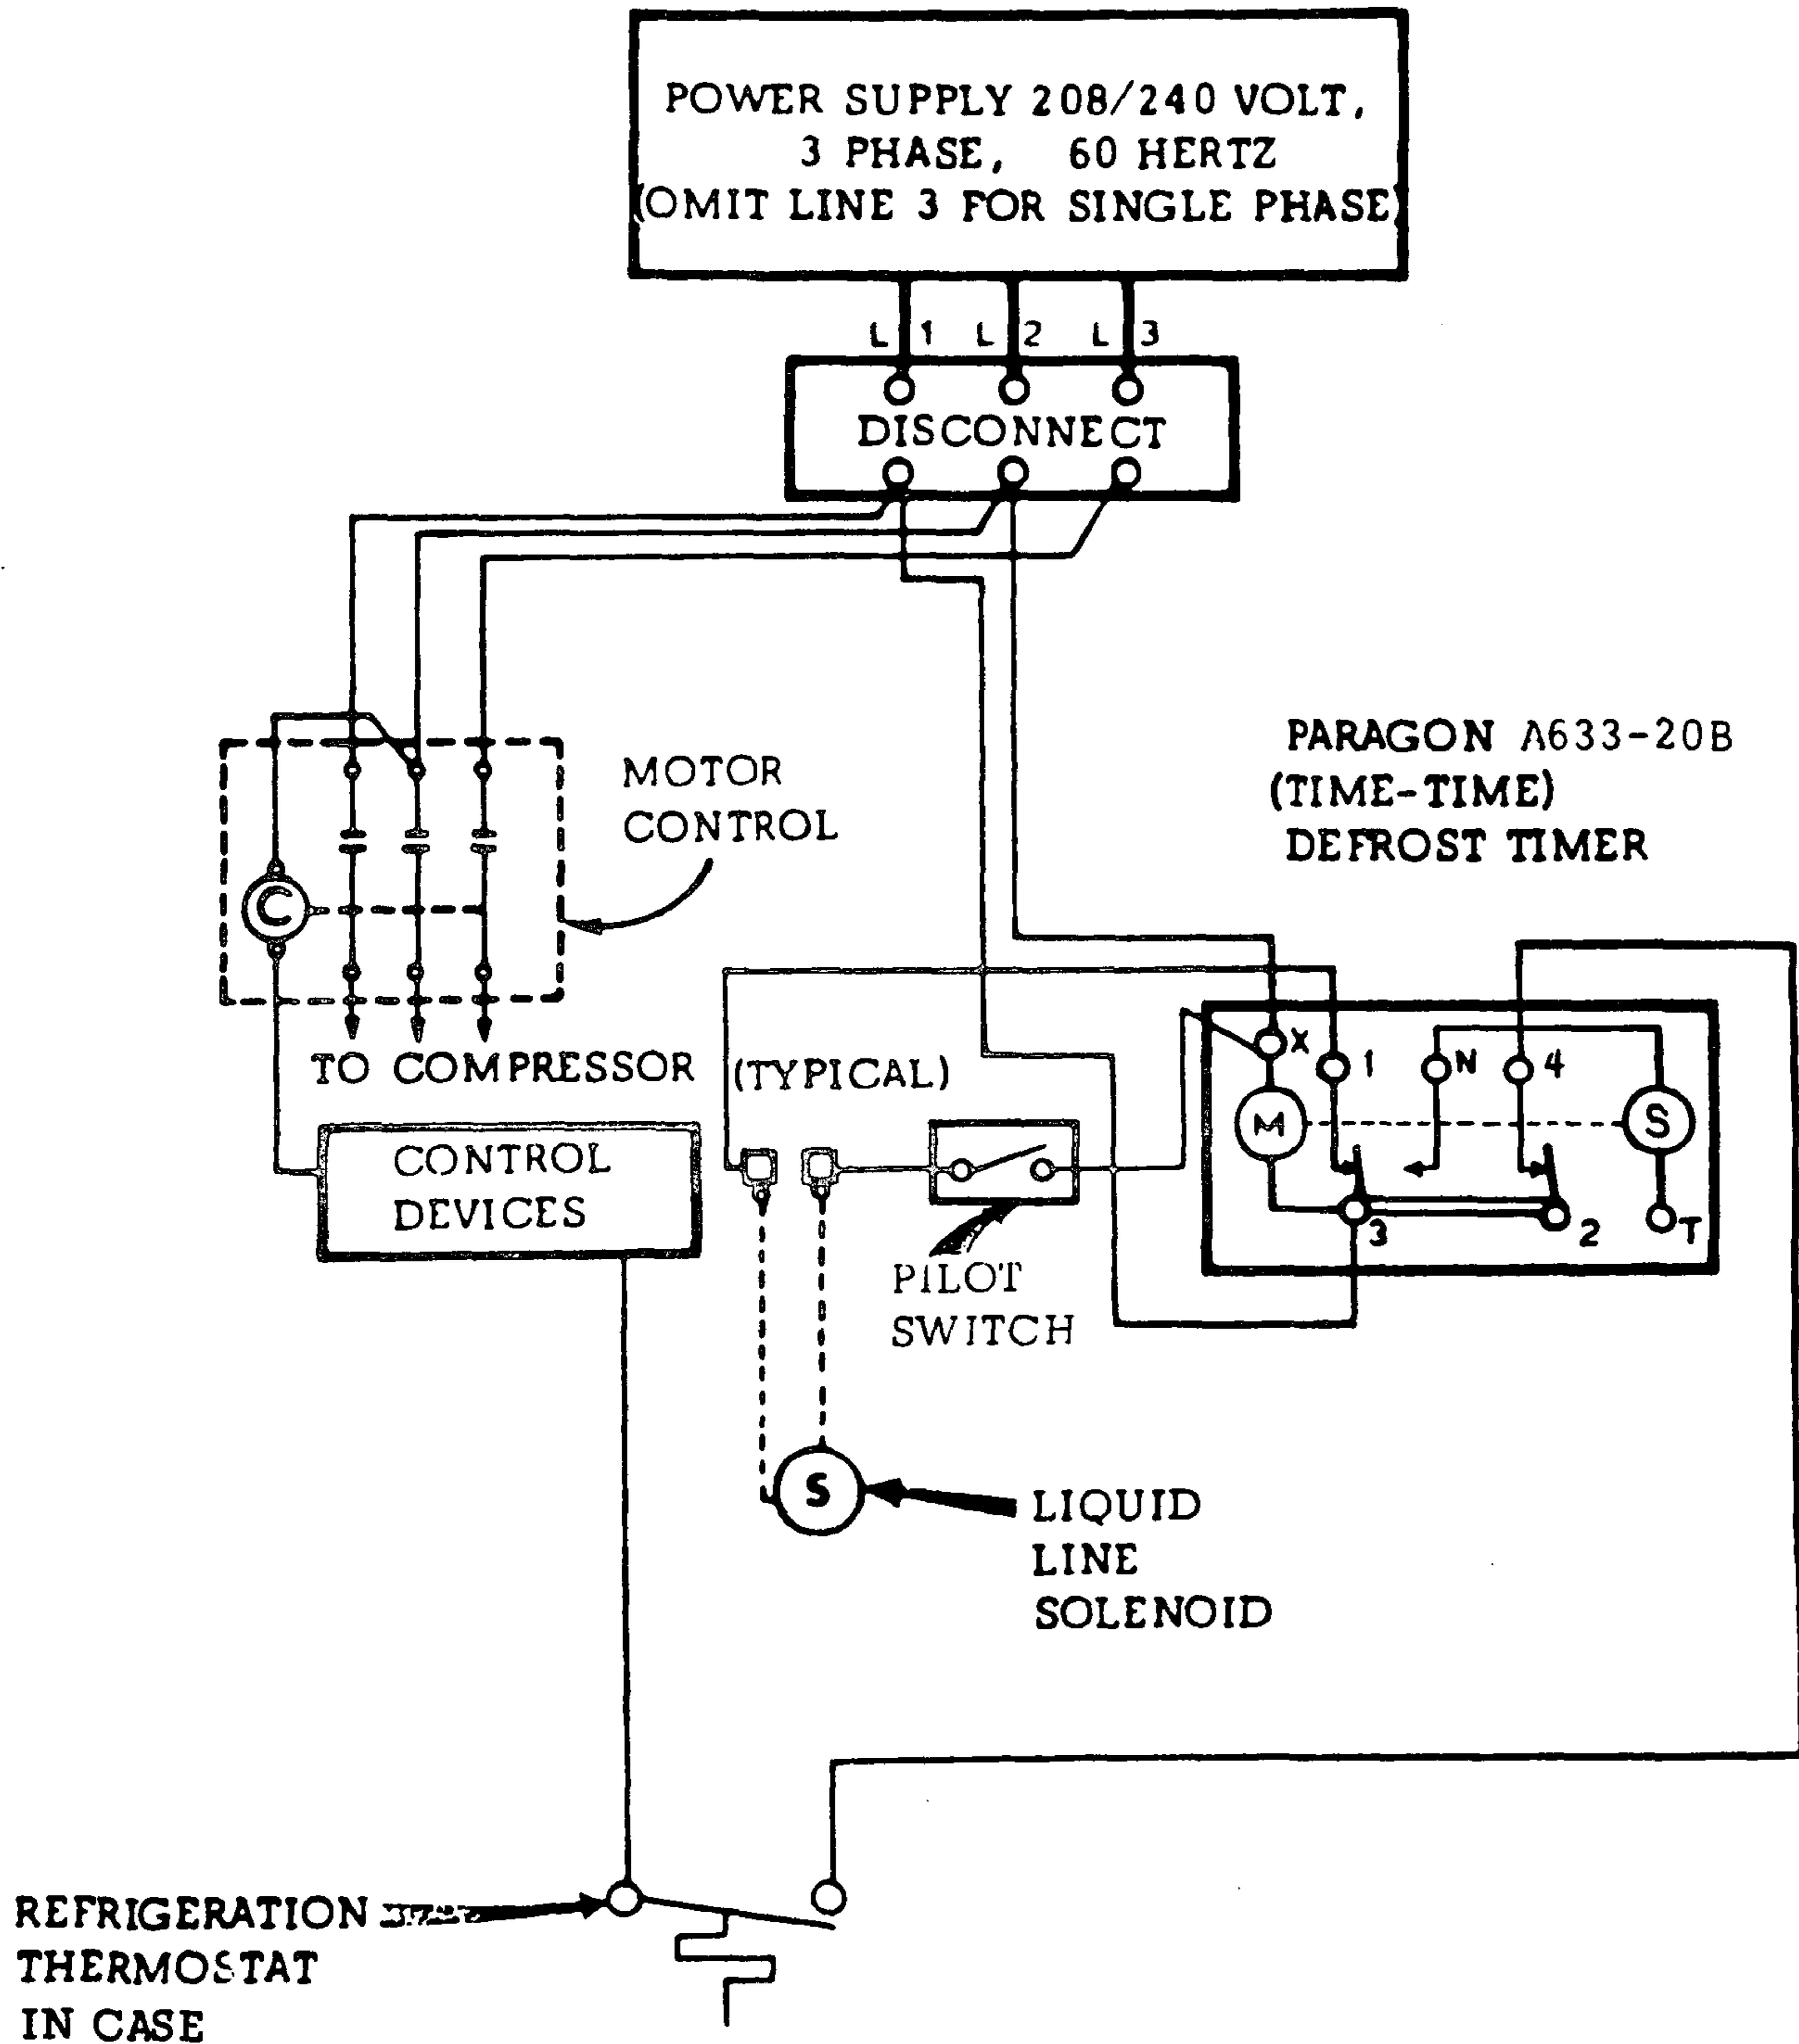 POWER SUPPLY 208/240 VOLT,
3 PHASE, 60 HERTZ
(OMIT LINE 3 FOR SINGLE PHASE)
L 1 L 2 L 3
DISCONNECT
MOTOR
CONTROL
PARAGON A633-20B
(TIME-TIME)
DEFROST TIMER
C
TO COMPRESSOR
(TYPICAL)
X
1
N
4
M
S
3
2
T
CONTROL
DEVICES
PILOT
SWITCH
S
LIQUID
LINE
SOLENOID
REFRIGERATION
THERMOSTAT
IN CASE